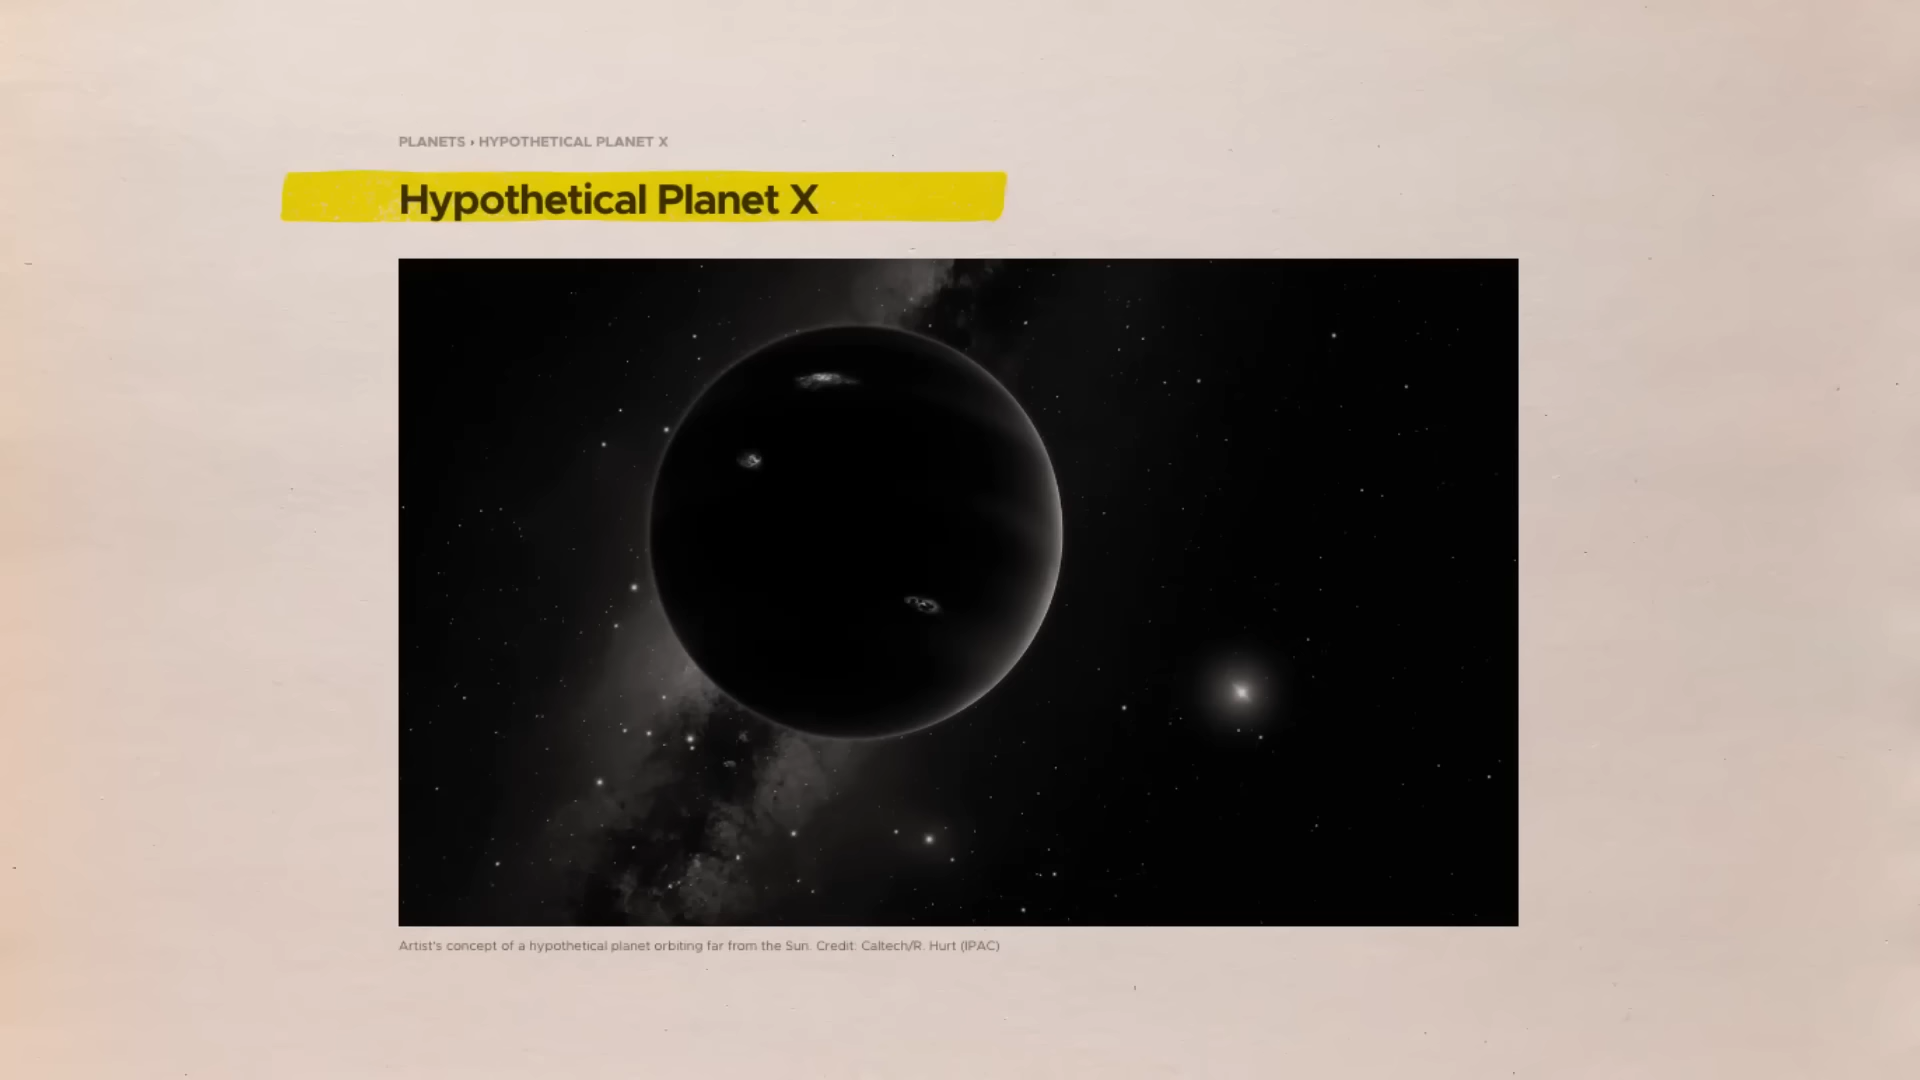 PLANETS › HYPOTHETICAL PLANET X
Hypothetical Planet X
Artist's concept of a hypothetical planet orbiting far from the Sun. Credit: Caltech/R. Hurt (IPAC)